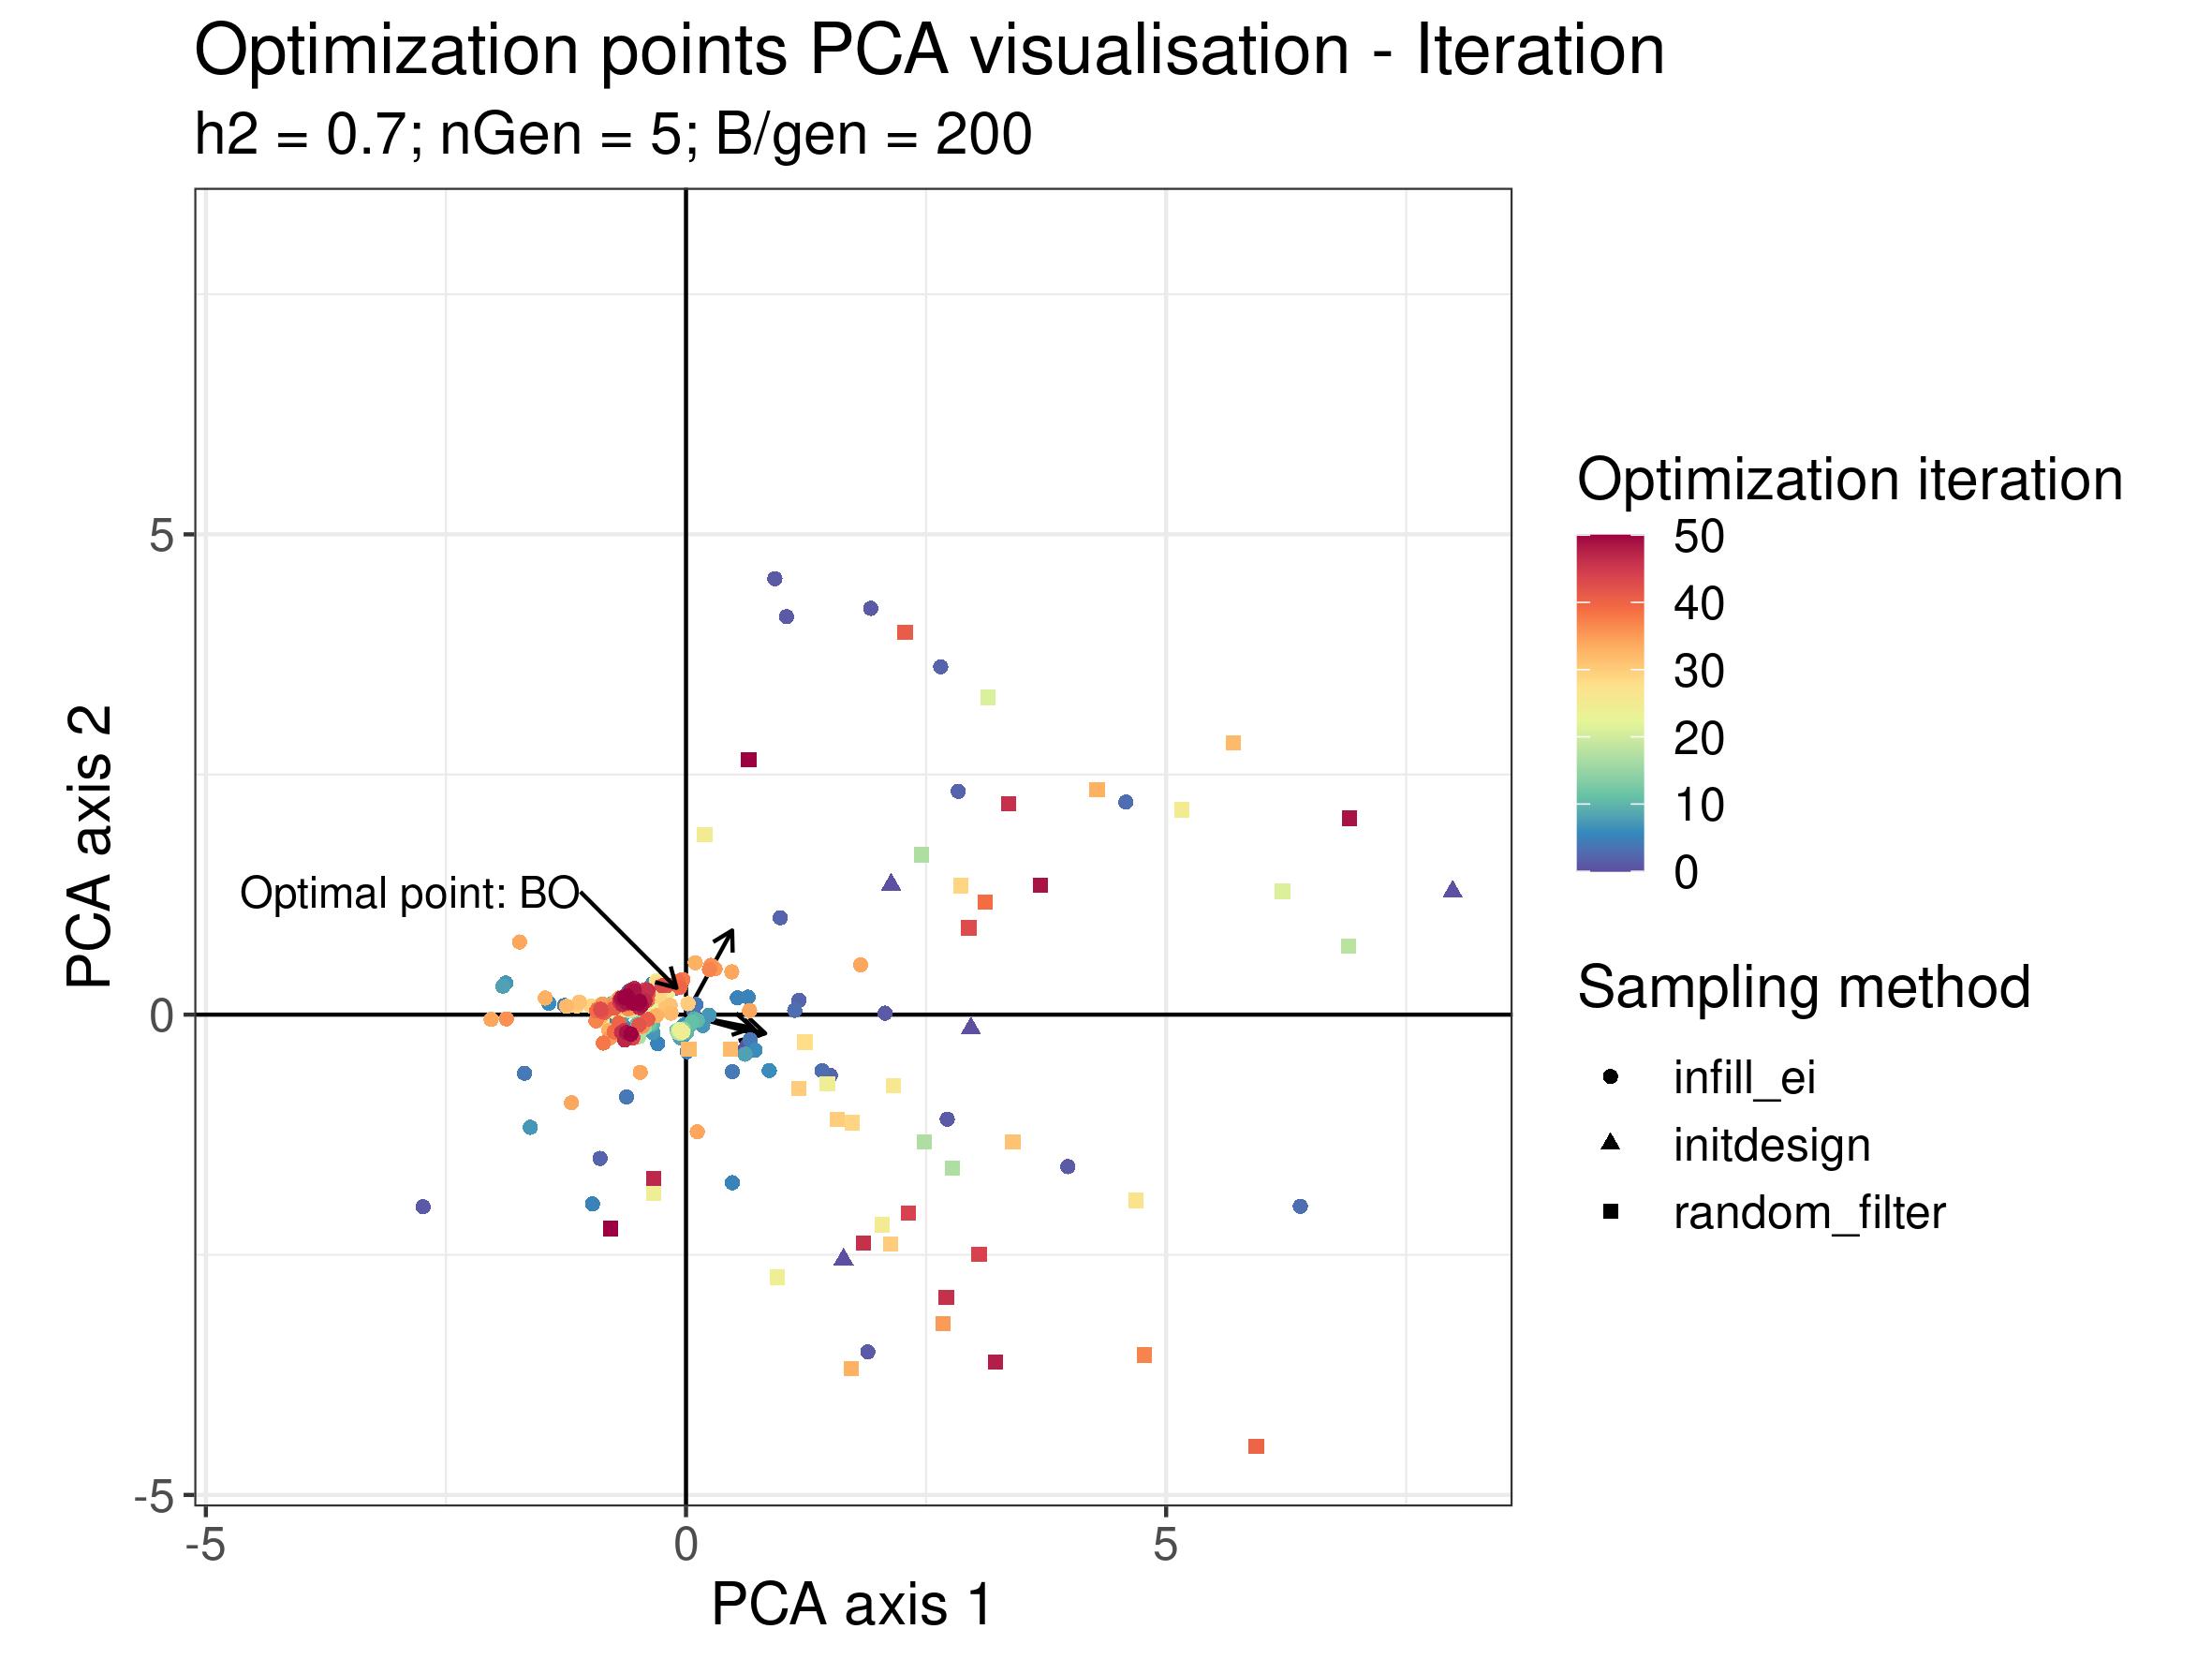 Optimization points PCA visualisation - Iteration
h2 = 0.7; nGen = 5; B/gen = 200
PCA axis 2
5
0
-5
Optimal point: BO
-5
0
5
PCA axis 1
Optimization iteration
50
40
30
20
10
0
Sampling method
infill_ei
initdesign
random_filter